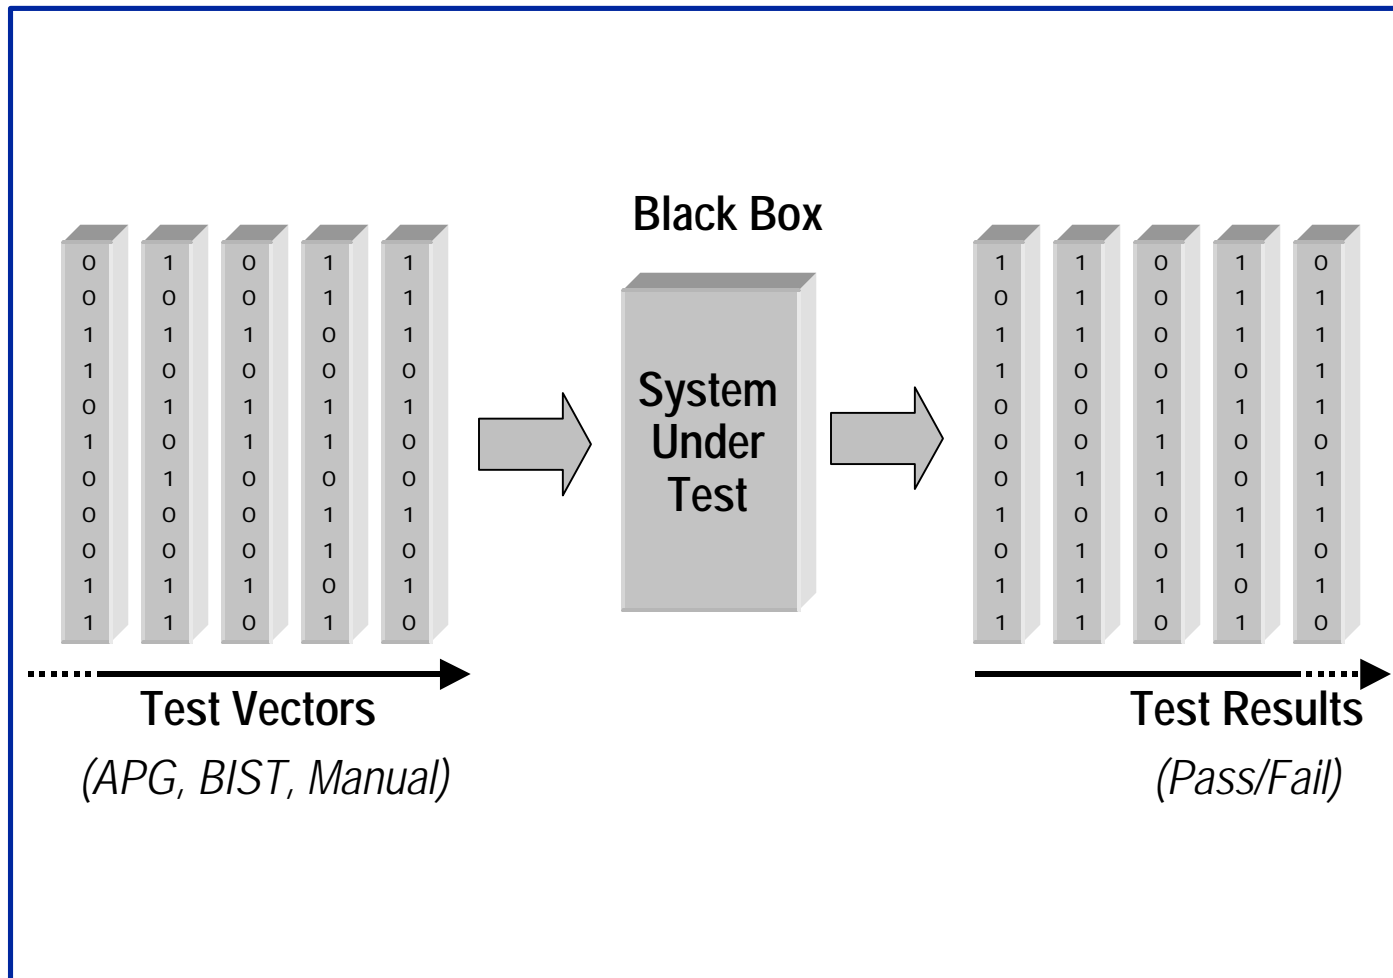 Black Box
0 1 0 1 1
0 0 0 1 1
1 1 1 0 1
1 0 0 0 0
0 1 1 1 1
1 0 1 1 0
0 1 0 0 0
0 0 0 1 1
0 0 0 1 0
1 1 1 0 1
1 1 0 1 0
System
Under
Test
1 1 0 1 0
0 1 0 1 1
1 1 0 1 1
1 0 0 0 1
0 0 1 1 1
0 0 1 0 0
0 1 1 0 1
1 0 0 1 1
0 1 0 1 0
1 1 1 0 1
1 1 0 1 0
Test Vectors
(APG, BIST, Manual)
Test Results
(Pass/Fail)